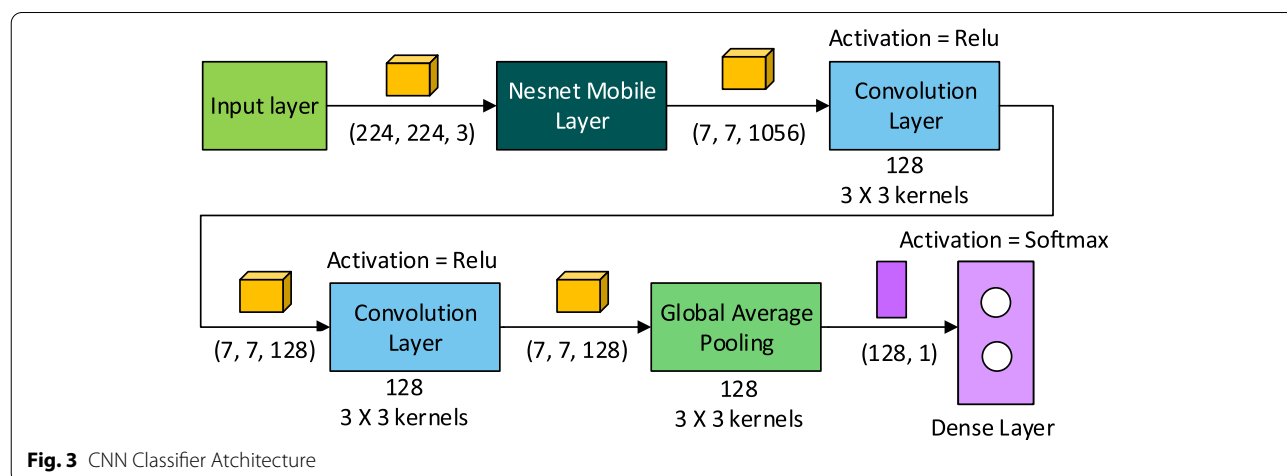 Activation = Relu
Input layer
(224, 224, 3)
Nesnet Mobile
Layer
(7, 7, 1056)
Convolution
Layer
128
3 X 3 kernels
(7, 7, 128)
Activation = Relu
Convolution
Layer
128
3 X 3 kernels
(7, 7, 128)
Global Average
Pooling
128
3 X 3 kernels
(128, 1)
Activation = Softmax
Dense Layer
Fig. 3 CNN Classifier Atchitecture